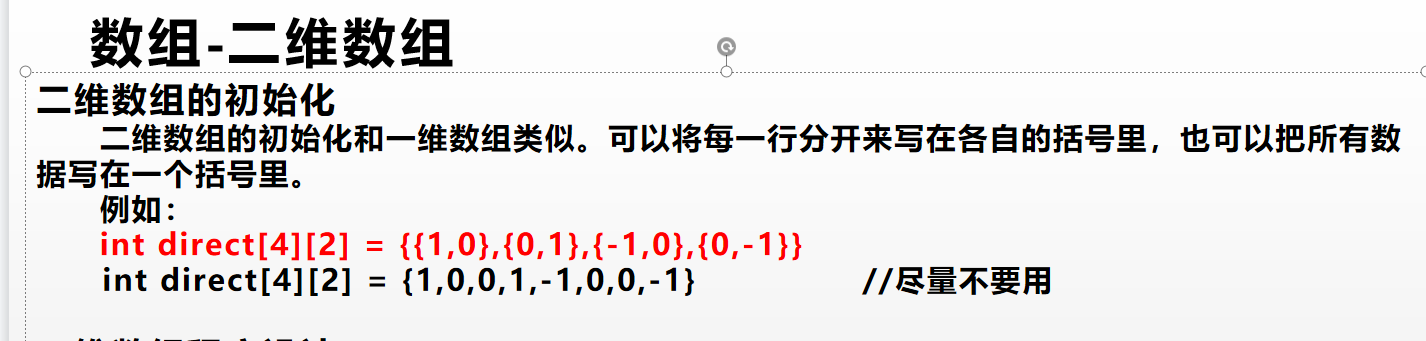 数组-二维数组
二维数组的初始化
二维数组的初始化和一维数组类似。可以将每一行分开来写在各自的括号里，也可以把所有数
据写在一个括号里。
例如：
int direct[4][2] = {{1,0},{0,1},{-1,0},{0,-1}}
int direct[4][2] = {1,0,0,1,-1,0,0,-1} //尽量不要用